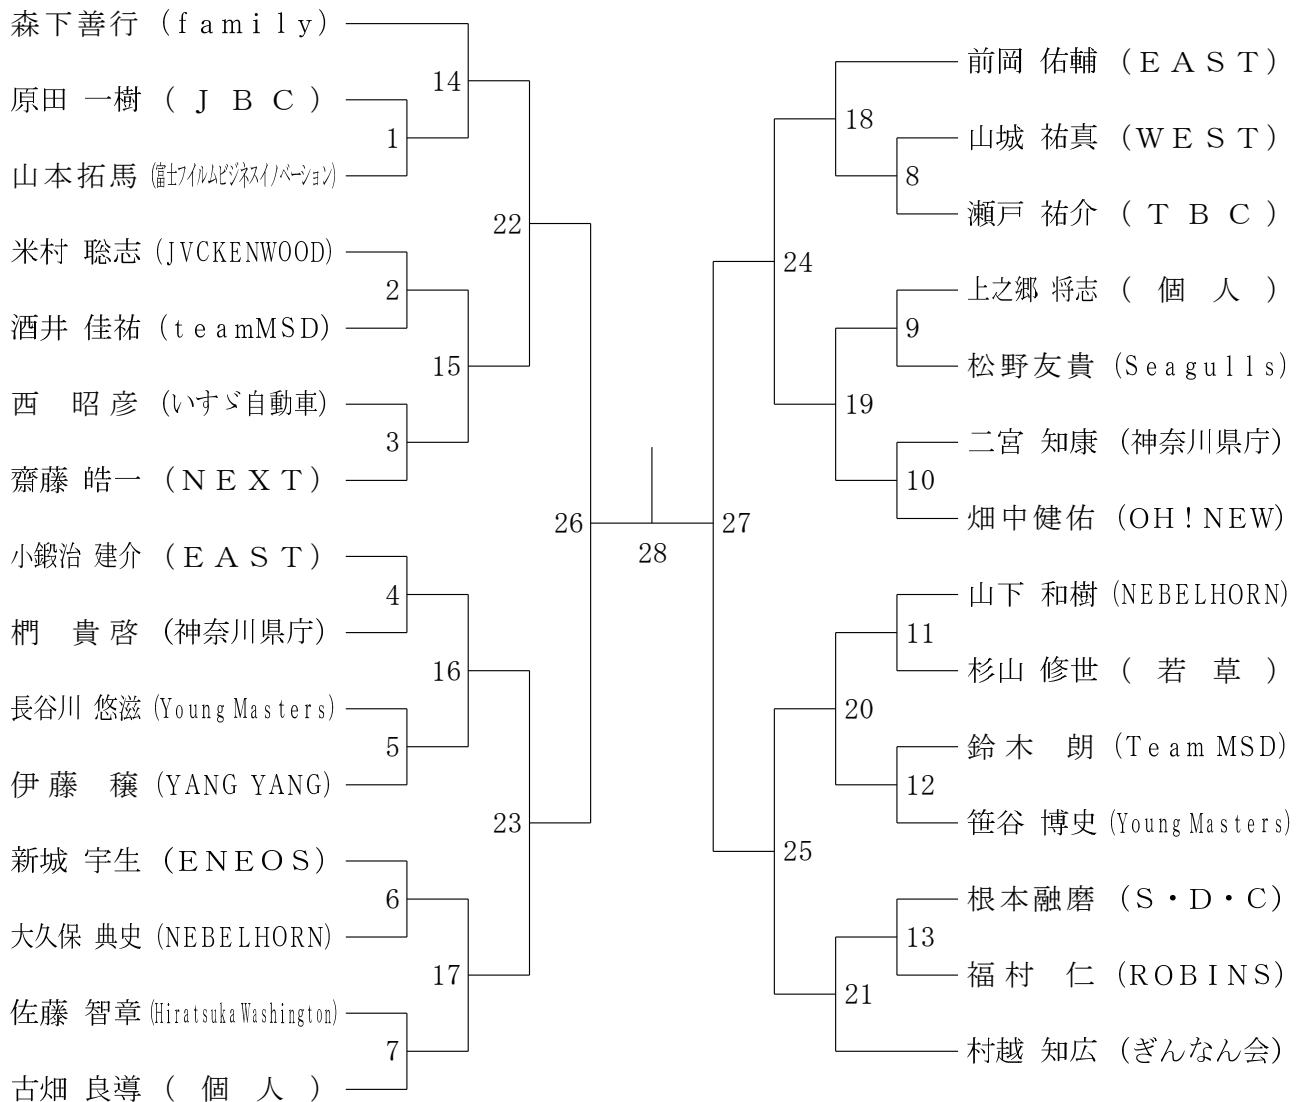 森下善行 (family)
原田 一樹 (JBC)
山本拓馬 (富士フイルムビジネスイノベーション)
米村 聡志 (JVCKENWOOD)
酒井 佳祐 (teamMSD)
西 昭彦 (いすゞ自動車)
齋藤 皓一 (NEXT)
小鍛治 建介 (EAST)
椚 貴啓 (神奈川県庁)
長谷川 悠滋 (Young Masters)
伊藤 穣 (YANG YANG)
新城 宇生 (ENEOS)
大久保 典史 (NEBELHORN)
佐藤 智章 (Hiratsuka Washington)
古畑 良導 (個人)
1
2
3
4
5
6
7
14
15
16
17
22
23
26
28
27
24
25
18
19
20
21
8
9
10
11
12
13
前岡 佑輔 (EAST)
山城 祐真 (WEST)
瀬戸 祐介 (TBC)
上之郷 将志 (個人)
松野友貴 (Seagulls)
二宮 知康 (神奈川県庁)
畑中健佑 (OH!NEW)
山下 和樹 (NEBELHORN)
杉山 修世 (若草)
鈴木 朗 (Team MSD)
笹谷 博史 (Young Masters)
根本融磨 (S・D・C)
福村 仁 (ROBINS)
村越 知広 (ぎんなん会)